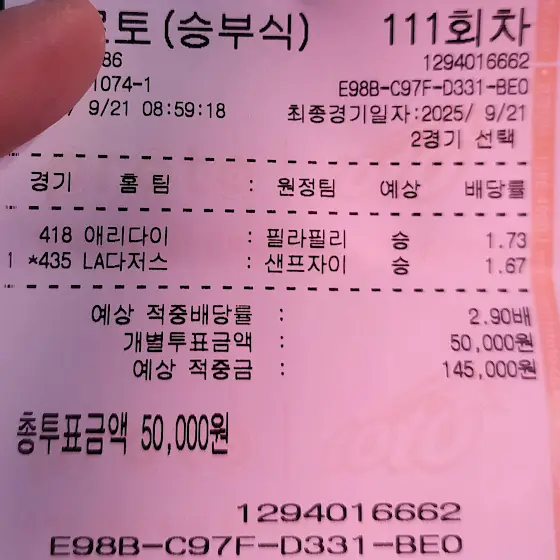 토(승부식) 111회차
86 1294016662
1074-1 E98B-C97F-D331-BE0
9/21 08:59:18 최종경기일자:2025/ 9/21
2경기 선택
경기 홈 팀 : 원정팀 예상 배당률
418 애리다이 : 필라필리 승 1.73
1 *435 LA다저스 : 샌프자이 승 1.67
예상 적중배당률 : 2.90배
개별투표금액 : 50,000원
예상 적중금 : 145,000원
총투표금액 50,000원
1294016662
E98B-C97F-D331-BE0